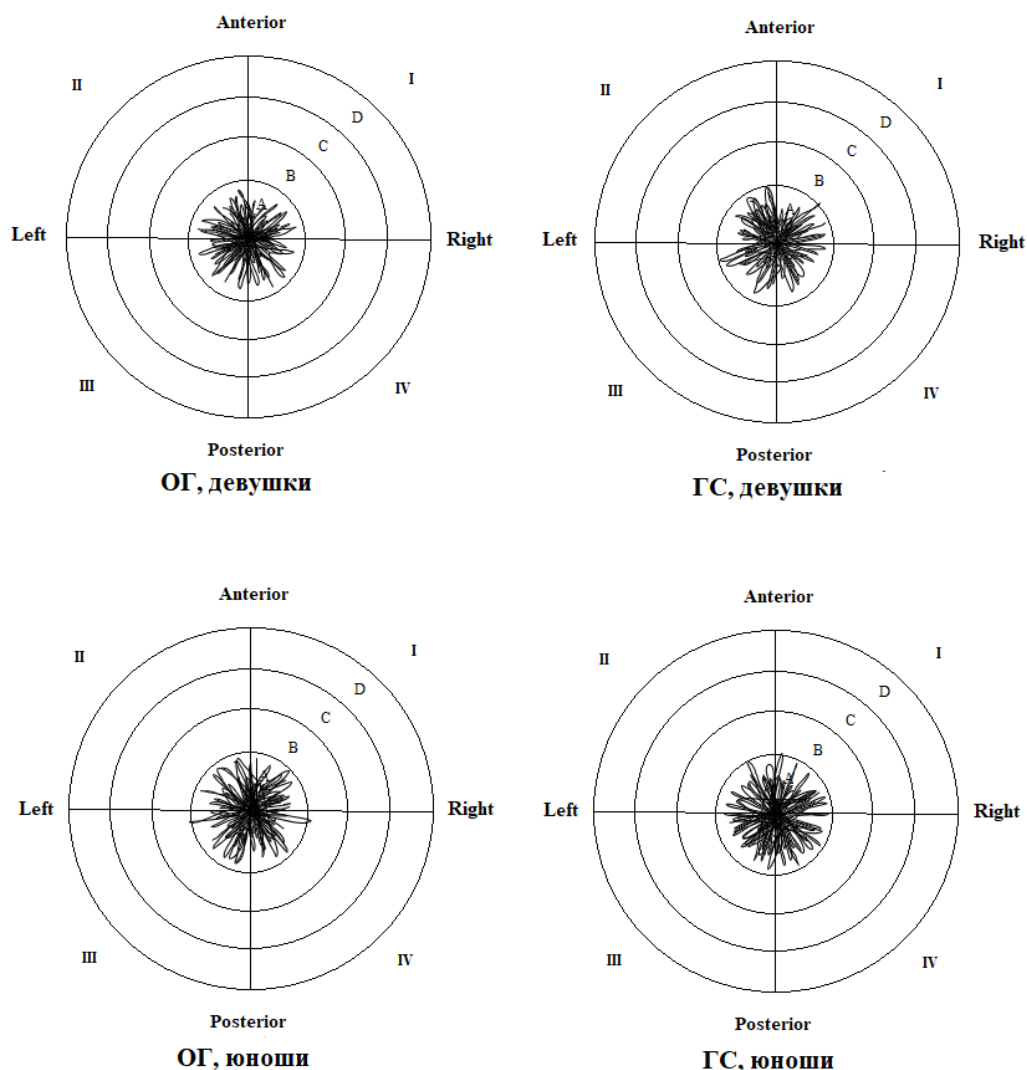 Anterior
II
I
D
C
B
A
Left
Right
III
IV
Posterior
ОГ, девушки
Anterior
II
I
D
C
B
A
Left
Right
III
IV
Posterior
ГС, девушки
Anterior
II
I
D
C
B
A
Left
Right
III
IV
Posterior
ОГ, юноши
Anterior
II
I
D
C
B
A
Left
Right
III
IV
Posterior
ГС, юноши